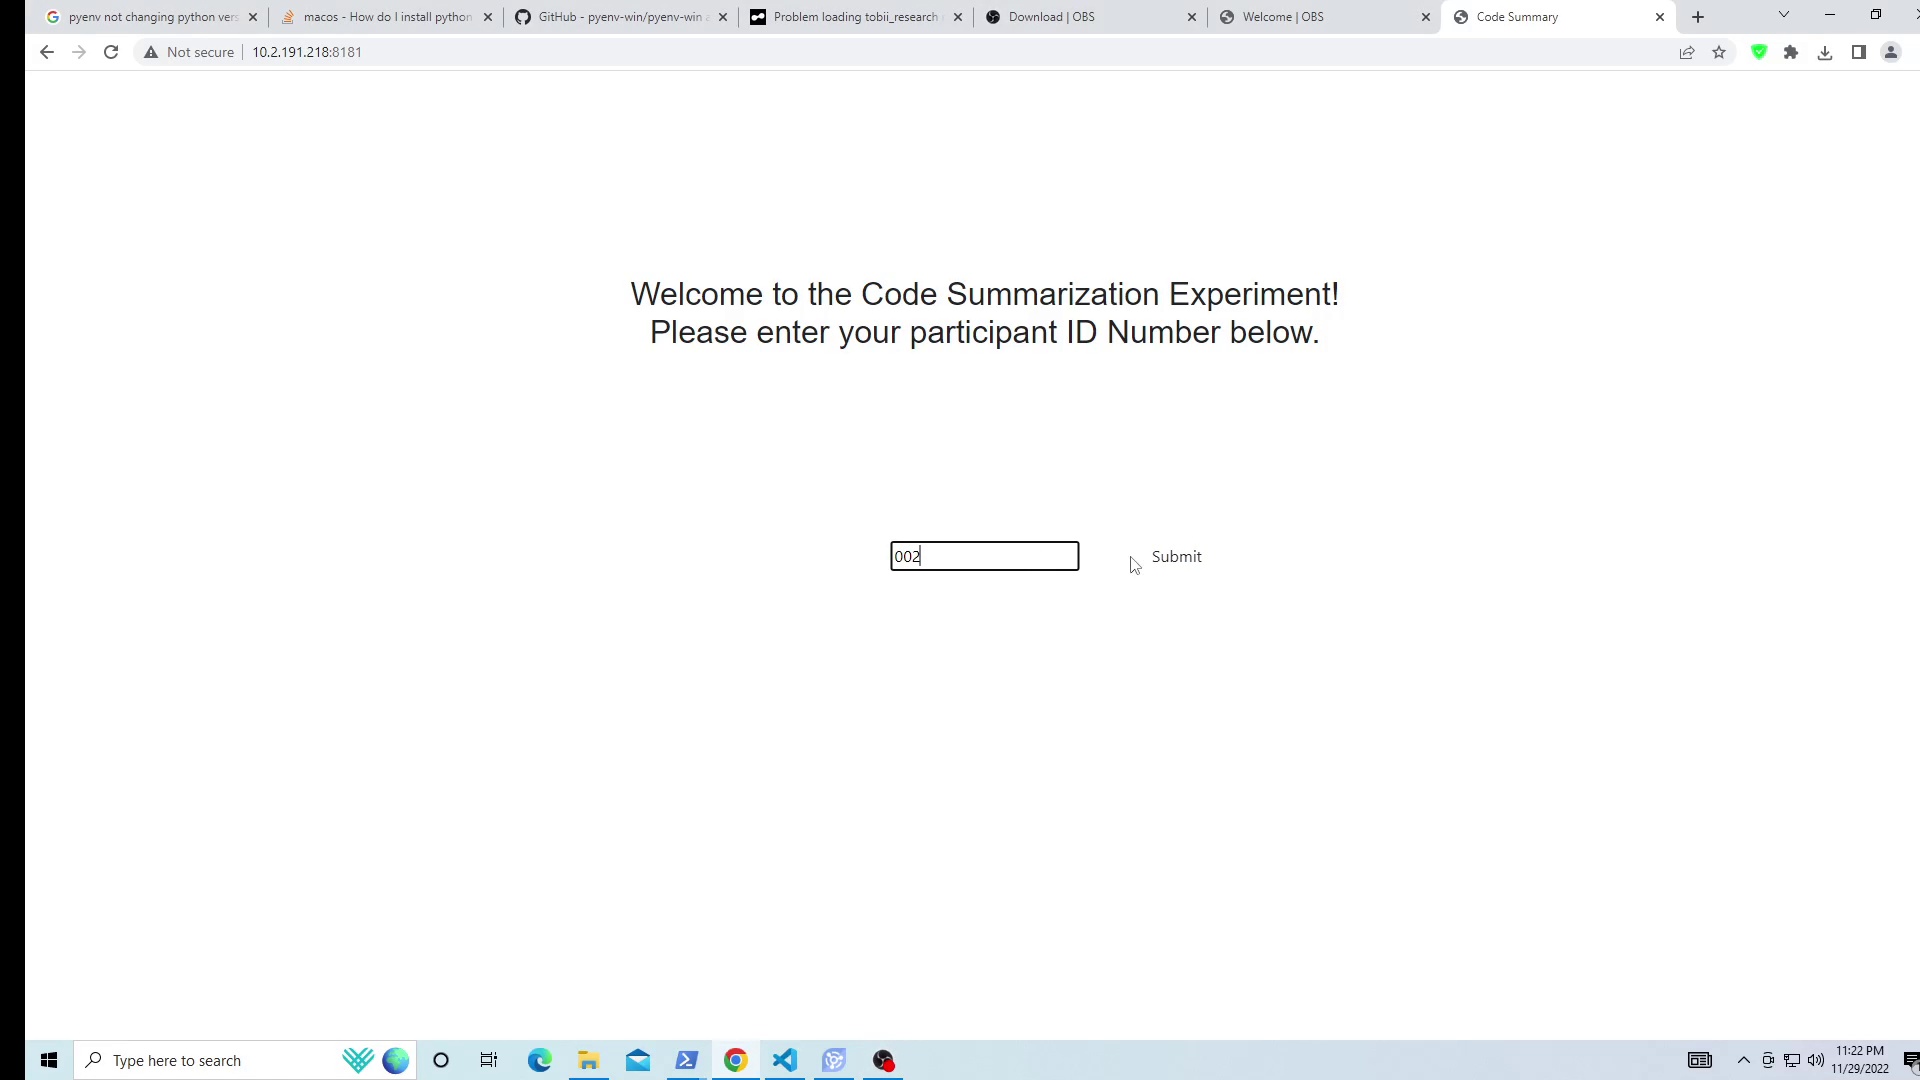 pyenv not changing python vers
macos - How do I install python
GitHub - pyenv-win/pyenv-win a
Problem loading tobii_research
Download | OBS
Welcome | OBS
Code Summary
Not secure
10.2.191.218:8181
Welcome to the Code Summarization Experiment!
Please enter your participant ID Number below.
002
Submit
Type here to search
11:22 PM
11/29/2022